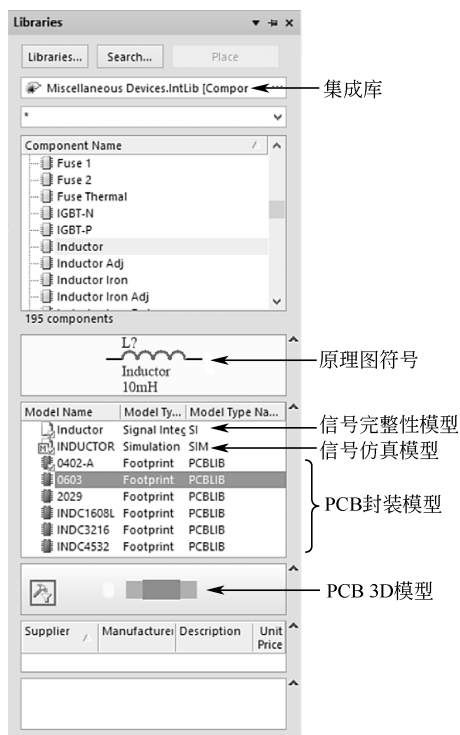 Libraries
Libraries...
Search...
Place
Miscellaneous Devices.IntLib [Compor ...
集成库
*
Component Name
Fuse 1
Fuse 2
Fuse Thermal
IGBT-N
IGBT-P
Inductor
Inductor Adj
Inductor Iron
Inductor Iron Adj
195 components
L?
Inductor
10mH
原理图符号
Model Name Model Ty... Model Type Na...
Inductor Signal Integ SI
信号完整性模型
INDUCTOR Simulation SIM
信号仿真模型
0402-A Footprint PCBLIB
0603 Footprint PCBLIB
2029 Footprint PCBLIB
INDC1608L Footprint PCBLIB
INDC3216 Footprint PCBLIB
INDC4532 Footprint PCBLIB
PCB封装模型
PCB 3D模型
Supplier Manufacturer Description Unit Price